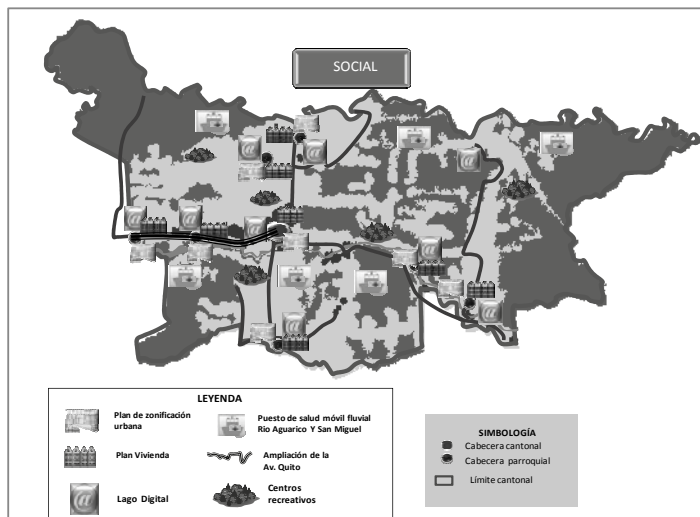 SOCIAL
LEYENDA
Plan de zonificación
urbana
Puesto de salud móvil fluvial
Rio Aguarico Y San Miguel
Plan Vivienda
Ampliación de la
Av. Quito
Lago Digital
Centros
recreativos
SIMBOLOGÍA
Cabecera cantonal
Cabecera parroquial
Límite cantonal